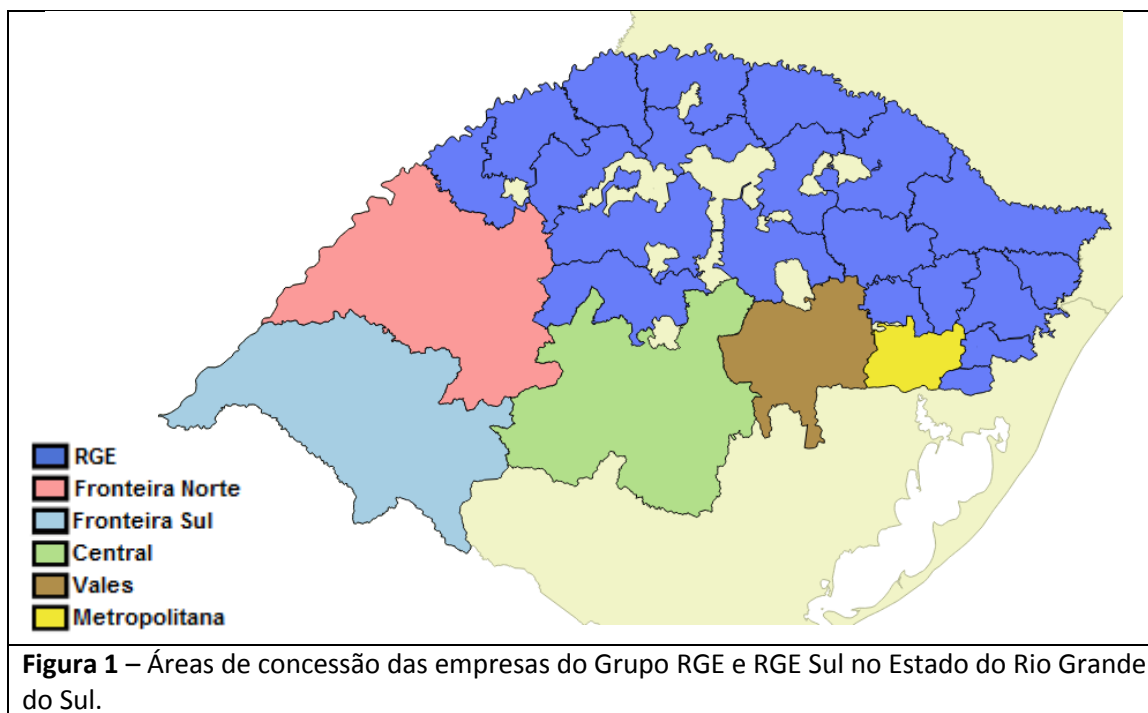 RGE
Fronteira Norte
Fronteira Sul
Central
Vales
Metropolitana
Figura 1 – Áreas de concessão das empresas do Grupo RGE e RGE Sul no Estado do Rio Grande
do Sul.